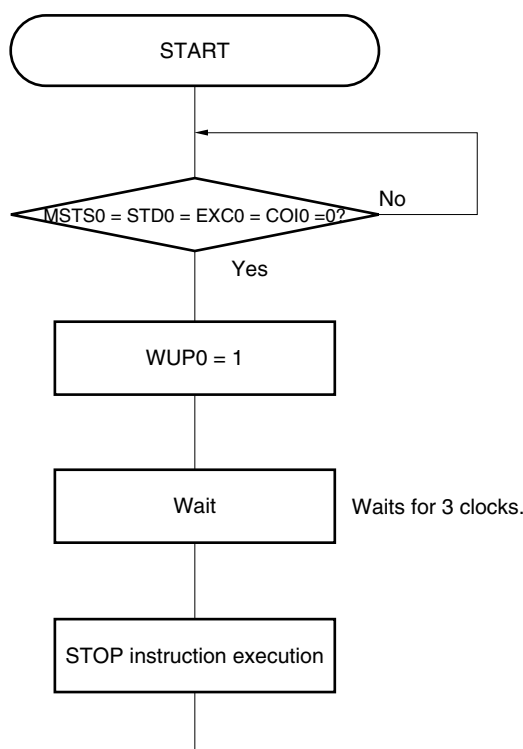 START
MSTS0 = STD0 = EXC0 = COI0 =0?
No
Yes
WUP0 = 1
Wait
Waits for 3 clocks.
STOP instruction execution